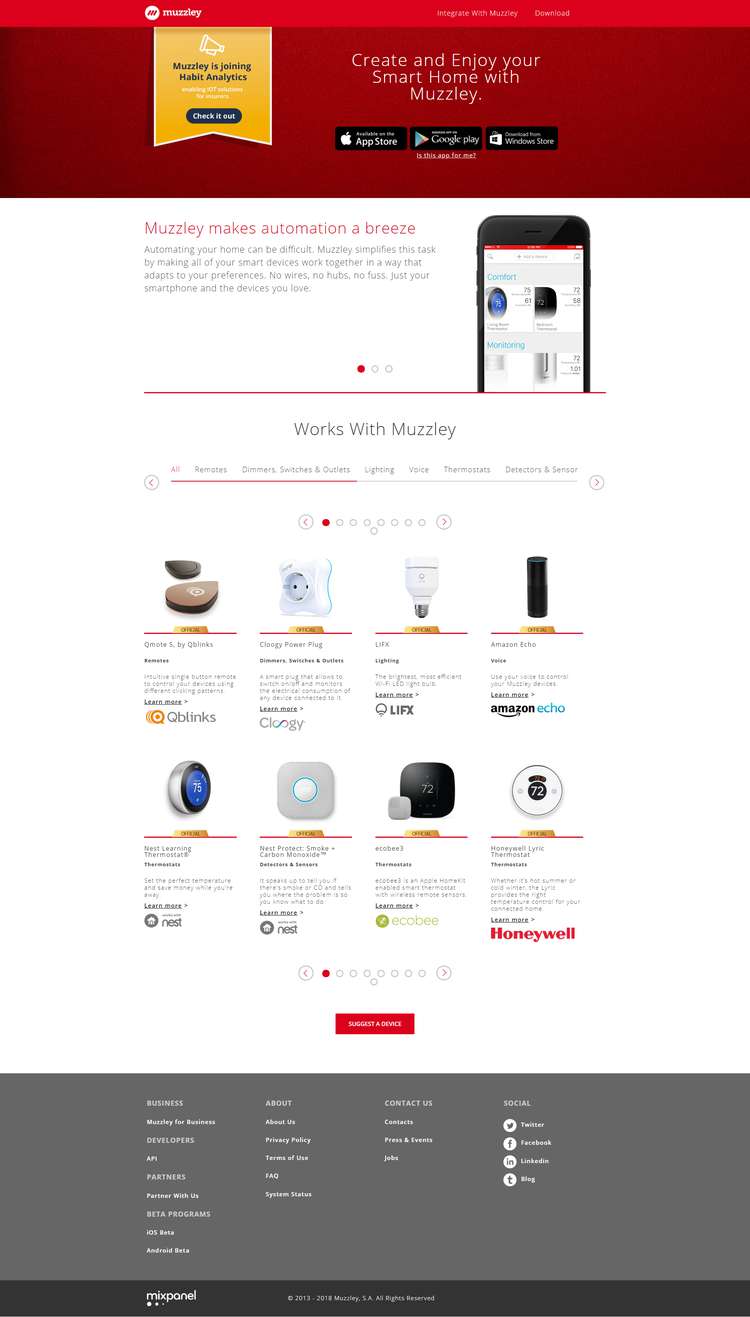 muzzley
Integrate With Muzzley
Download
Muzzley is joining
Habit Analytics
enabling IOT solutions
for insurers
Check it out
Create and Enjoy your
Smart Home with
Muzzley.
Available on the
App Store
Google play
Download from
Windows Store
Is this app for me?
Muzzley makes automation a breeze
Automating your home can be difficult. Muzzley simplifies this task
by making all of your smart devices work together in a way that
adapts to your preferences. No wires, no hubs, no fuss. Just your
smartphone and the devices you love.
+ Add a device
Comfort
75
61
72
58
75
72
Living Room
Thermostat
Bedroom
Thermostat
Monitoring
72
1.01
Works With Muzzley
All
Remotes
Dimmers, Switches & Outlets
Lighting
Voice
Thermostats
Detectors & Sensor
OFFICIAL
OFFICIAL
OFFICIAL
OFFICIAL
Qmote S, by Qblinks
Remotes
Intuitive single button remote
to control your devices using
different clicking patterns.
Learn more >
Qblinks
Cloogy Power Plug
Dimmers, Switches & Outlets
A smart plug that allows to
switch on/off and monitors
the electrical consumption of
any device connected to it.
Learn more >
Cloogy
LIFX
Lighting
The brightest, most efficient
Wi-Fi LED light bulb.
Learn more >
LIFX
Amazon Echo
Voice
Use your voice to control
your Muzzley devices.
Learn more >
amazon echo
75
72
72
OFFICIAL
OFFICIAL
OFFICIAL
OFFICIAL
Nest Learning
Thermostat®
Thermostats
Set the perfect temperature
and save money while you're
away.
Learn more >
works with
nest
Nest Protect: Smoke +
Carbon Monoxide™
Detectors & Sensors
It speaks up to tell you if
there's smoke or CO and tells
you where the problem is so
you know what to do.
Learn more >
works with
nest
ecobee3
Thermostats
ecobee3 is an Apple HomeKit
enabled smart thermostat
with wireless remote sensors.
Learn more >
ecobee
Honeywell Lyric
Thermostat
Thermostats
Whether it's hot summer or
cold winter, the Lyric
provides the right
temperature control for your
connected home.
Learn more >
Honeywell
SUGGEST A DEVICE
BUSINESS
Muzzley for Business
DEVELOPERS
API
PARTNERS
Partner With Us
BETA PROGRAMS
iOS Beta
Android Beta
ABOUT
About Us
Privacy Policy
Terms of Use
FAQ
System Status
CONTACT US
Contacts
Press & Events
Jobs
SOCIAL
Twitter
Facebook
Linkedin
Blog
mixpanel
© 2013 - 2018 Muzzley, S.A. All Rights Reserved